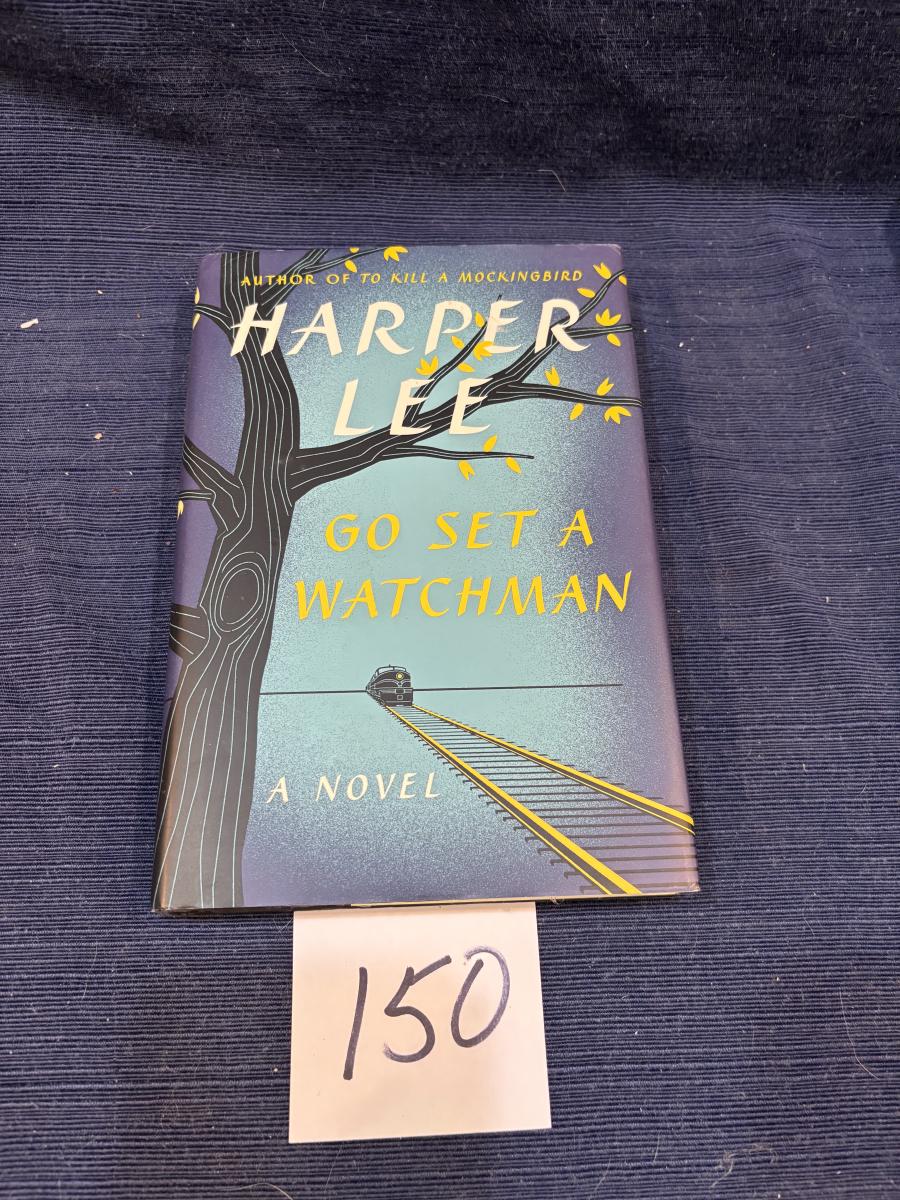 AUTHOR OF TO KILL A MOCKINGBIRD
HARPER
LEE
GO SET A
WATCHMAN
A NOVEL
150